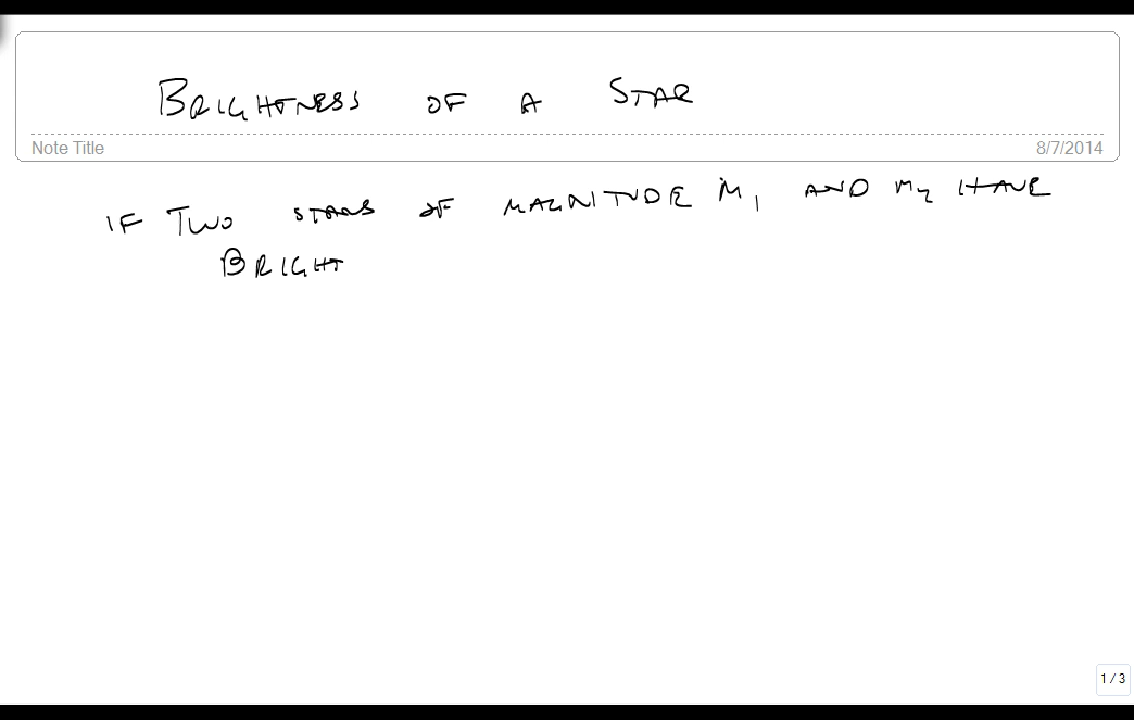 BRIGHTNESS OF A STAR
Note Title
8/7/2014
IF TWO STARS OF MAGNITUDE M1 AND M2 HAVE
BRIGHT
1/3